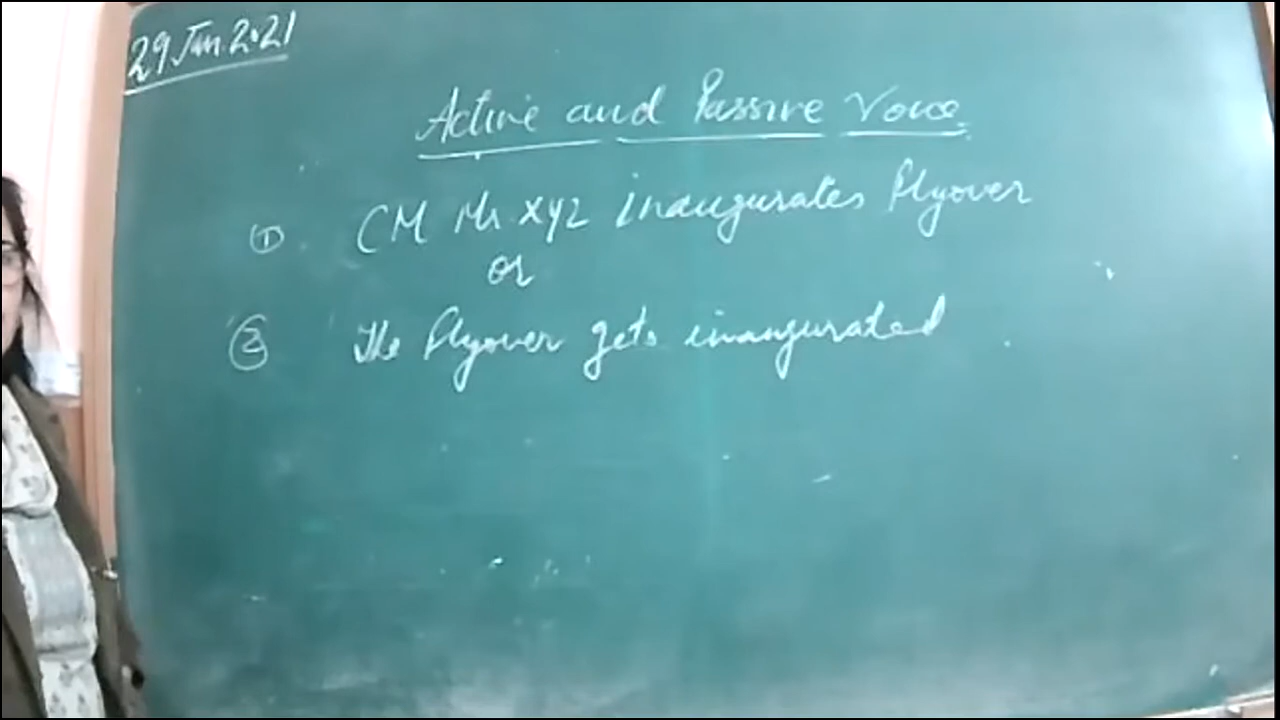 29 Jan 2021
Active and Passive Voice
① CM Mr XYZ inaugurates flyover
or
② The flyover gets inaugurated